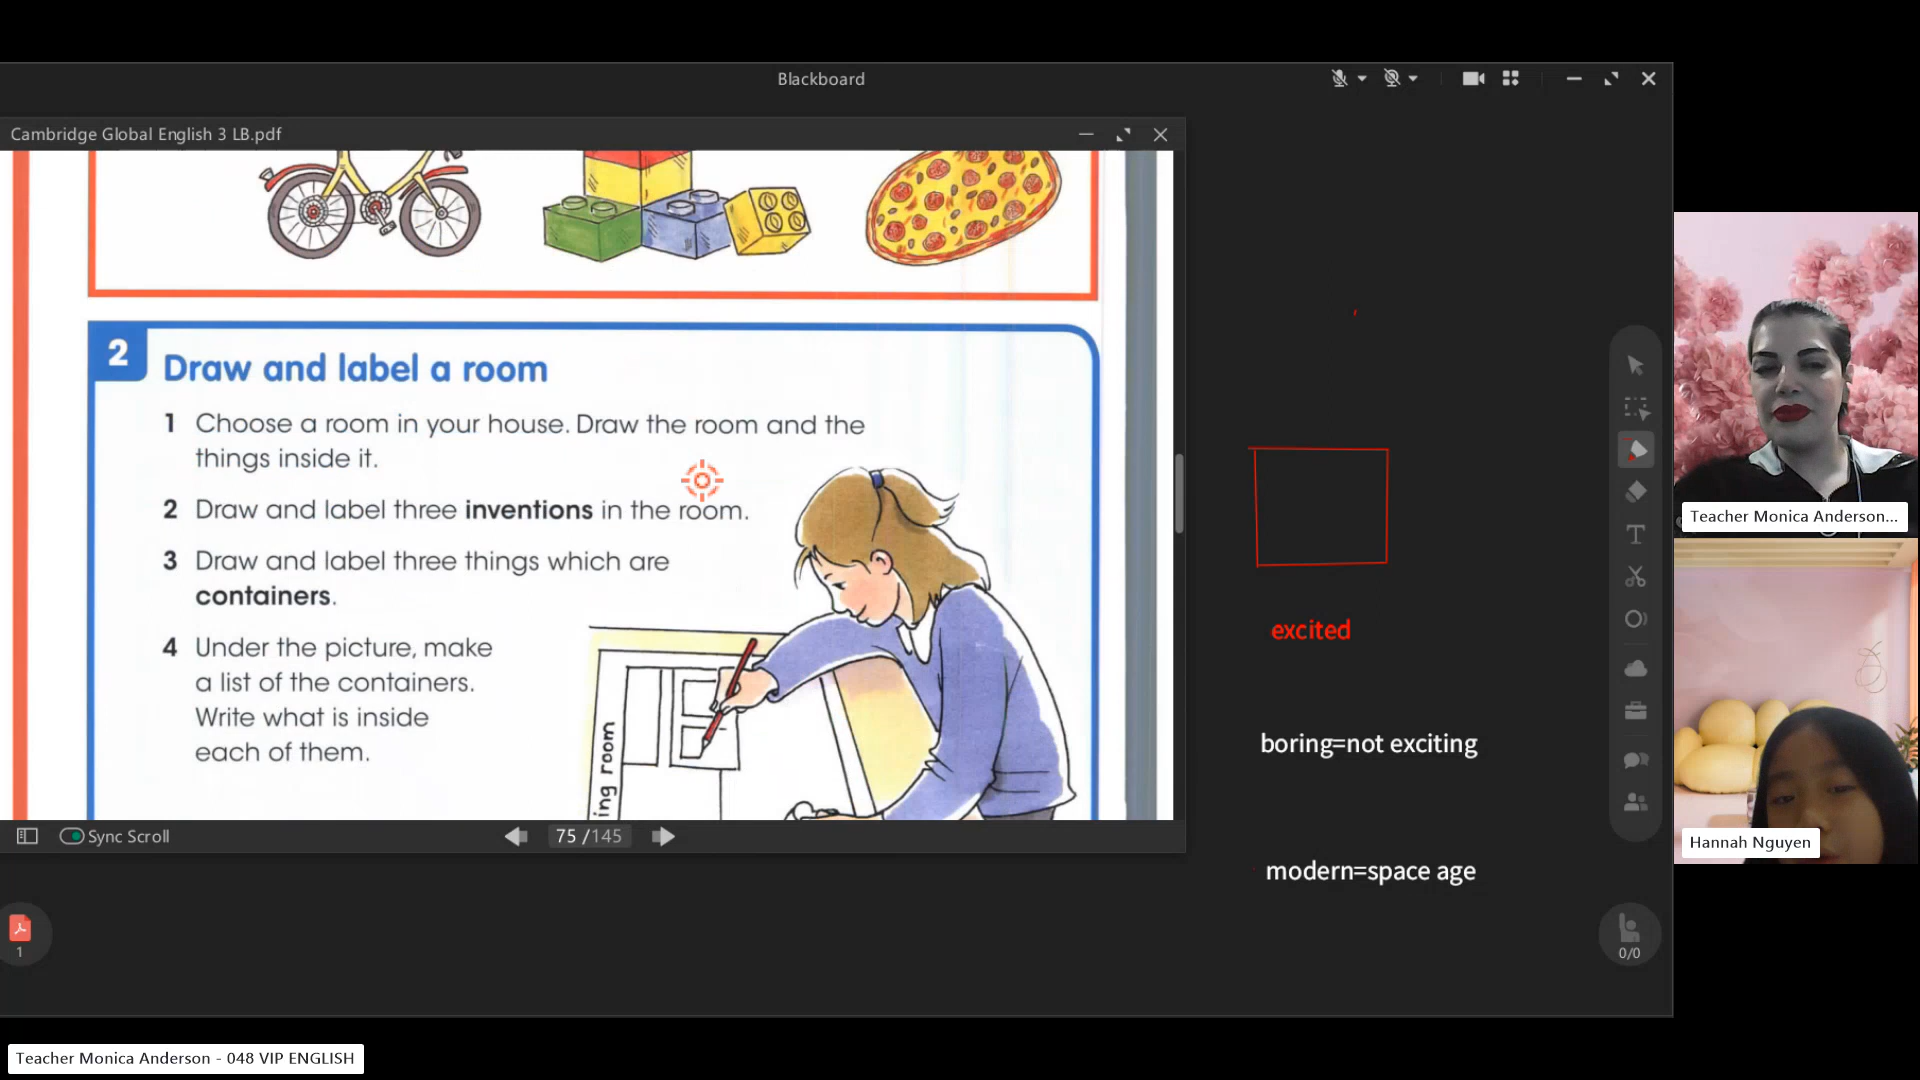 Blackboard
Cambridge Global English 3 LB.pdf
2
Draw and label a room
1 Choose a room in your house. Draw the room and the
things inside it.
2 Draw and label three inventions in the room.
3 Draw and label three things which are
containers.
4 Under the picture, make
a list of the containers.
Write what is inside
each of them.
ing room
Sync Scroll
75 /145
1
excited
boring=not exciting
modern=space age
T
0/0
Teacher Monica Anderson...
Hannah Nguyen
Teacher Monica Anderson - 048 VIP ENGLISH